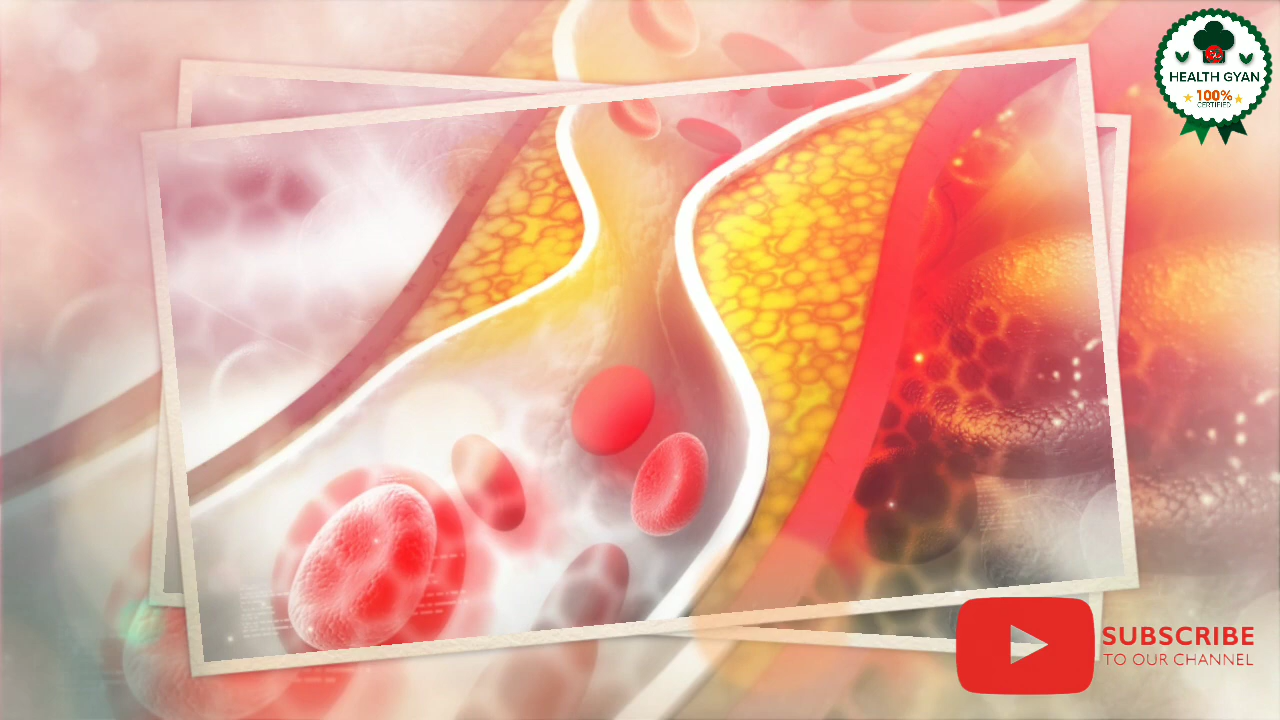 HEALTH GYAN
100%
CERTIFIED
SUBSCRIBE
TO OUR CHANNEL